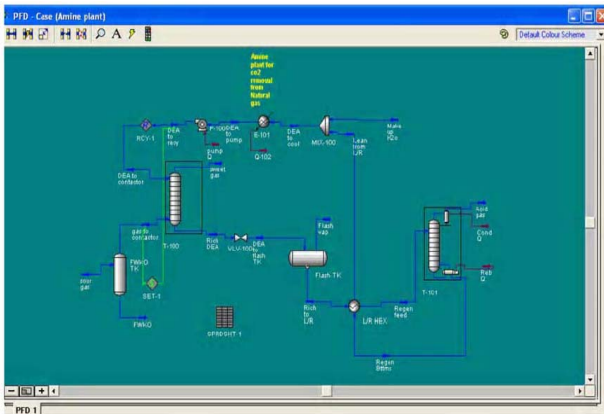 PFD - Case (Amine plant)
Default Colour Scheme
Amine
plant for
co2
removal
from
Natural
gas
RCY-1
DEA
to
recy
P-100
DEA
to
pump
pump
Q
E-101
Q-102
DEA
to
cool
MIX-100
Make
up
H2o
Lean
from
L/R
DEA to
contactor
sweet
gas
gas to
contactor
T-100
Rich
DEA
VLV-100
DEA
to
flash
TK
Flash
vap
Flash TK
Rich
to
L/R
L/R HEX
Regen
feed
Regen
Bttms
T-101
Acid
gas
Cond
Q
Reb
Q
sour
gas
FWKO
TK
FWKO
SET-1
SPRDSHT-1
PFD 1